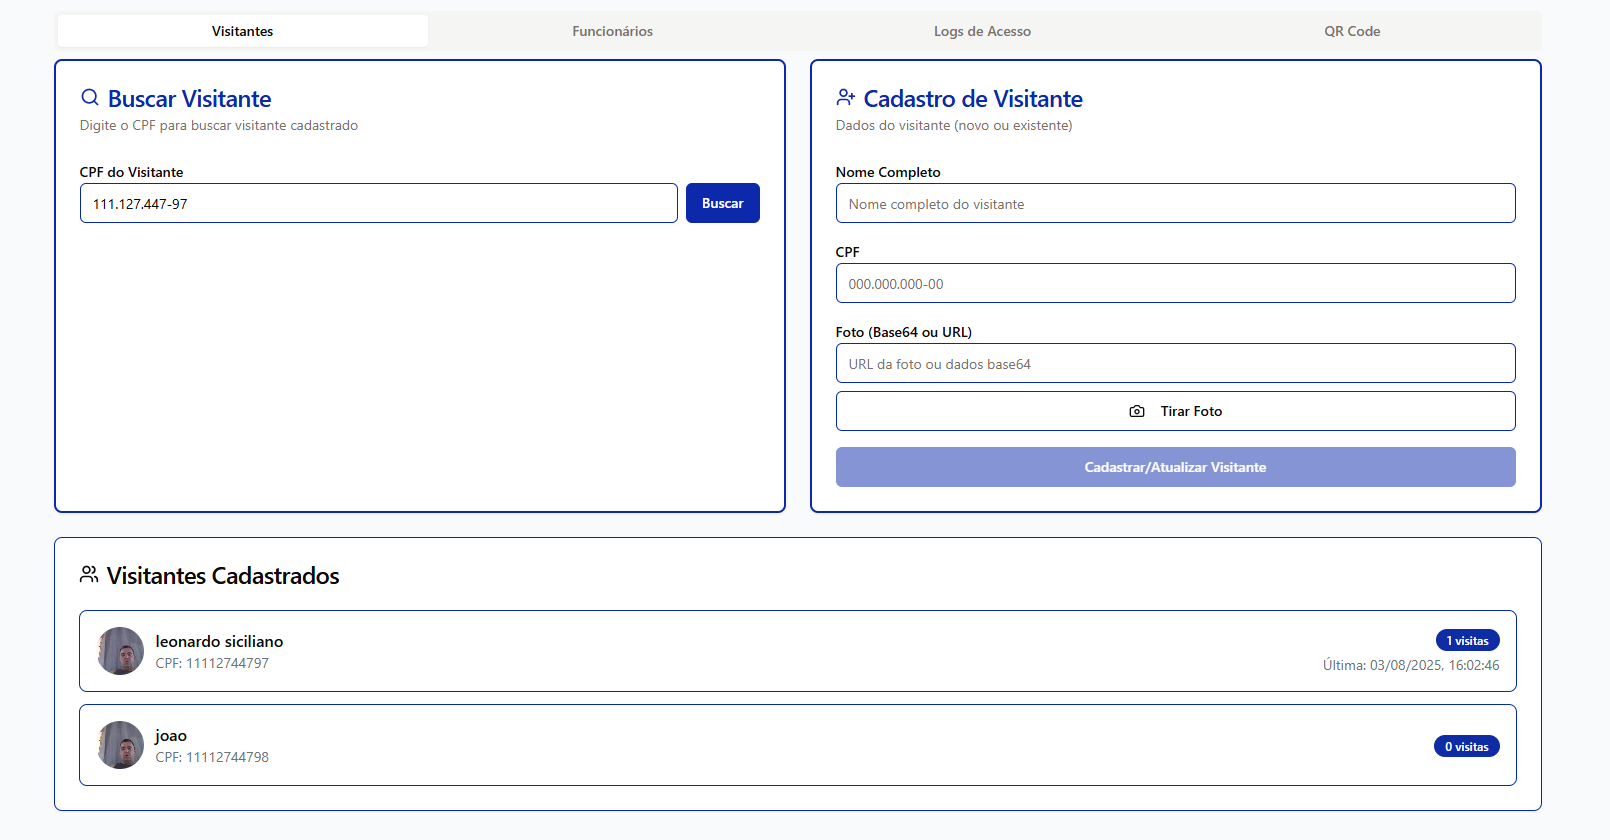 Visitantes
Funcionários
Logs de Acesso
QR Code
Buscar Visitante
Digite o CPF para buscar visitante cadastrado
CPF do Visitante
111.127.447-97
Buscar
Cadastro de Visitante
Dados do visitante (novo ou existente)
Nome Completo
Nome completo do visitante
CPF
000.000.000-00
Foto (Base64 ou URL)
URL da foto ou dados base64
Tirar Foto
Cadastrar/Atualizar Visitante
Visitantes Cadastrados
leonardo siciliano
CPF: 11112744797
1 visitas
Última: 03/08/2025, 16:02:46
joao
CPF: 11112744798
0 visitas